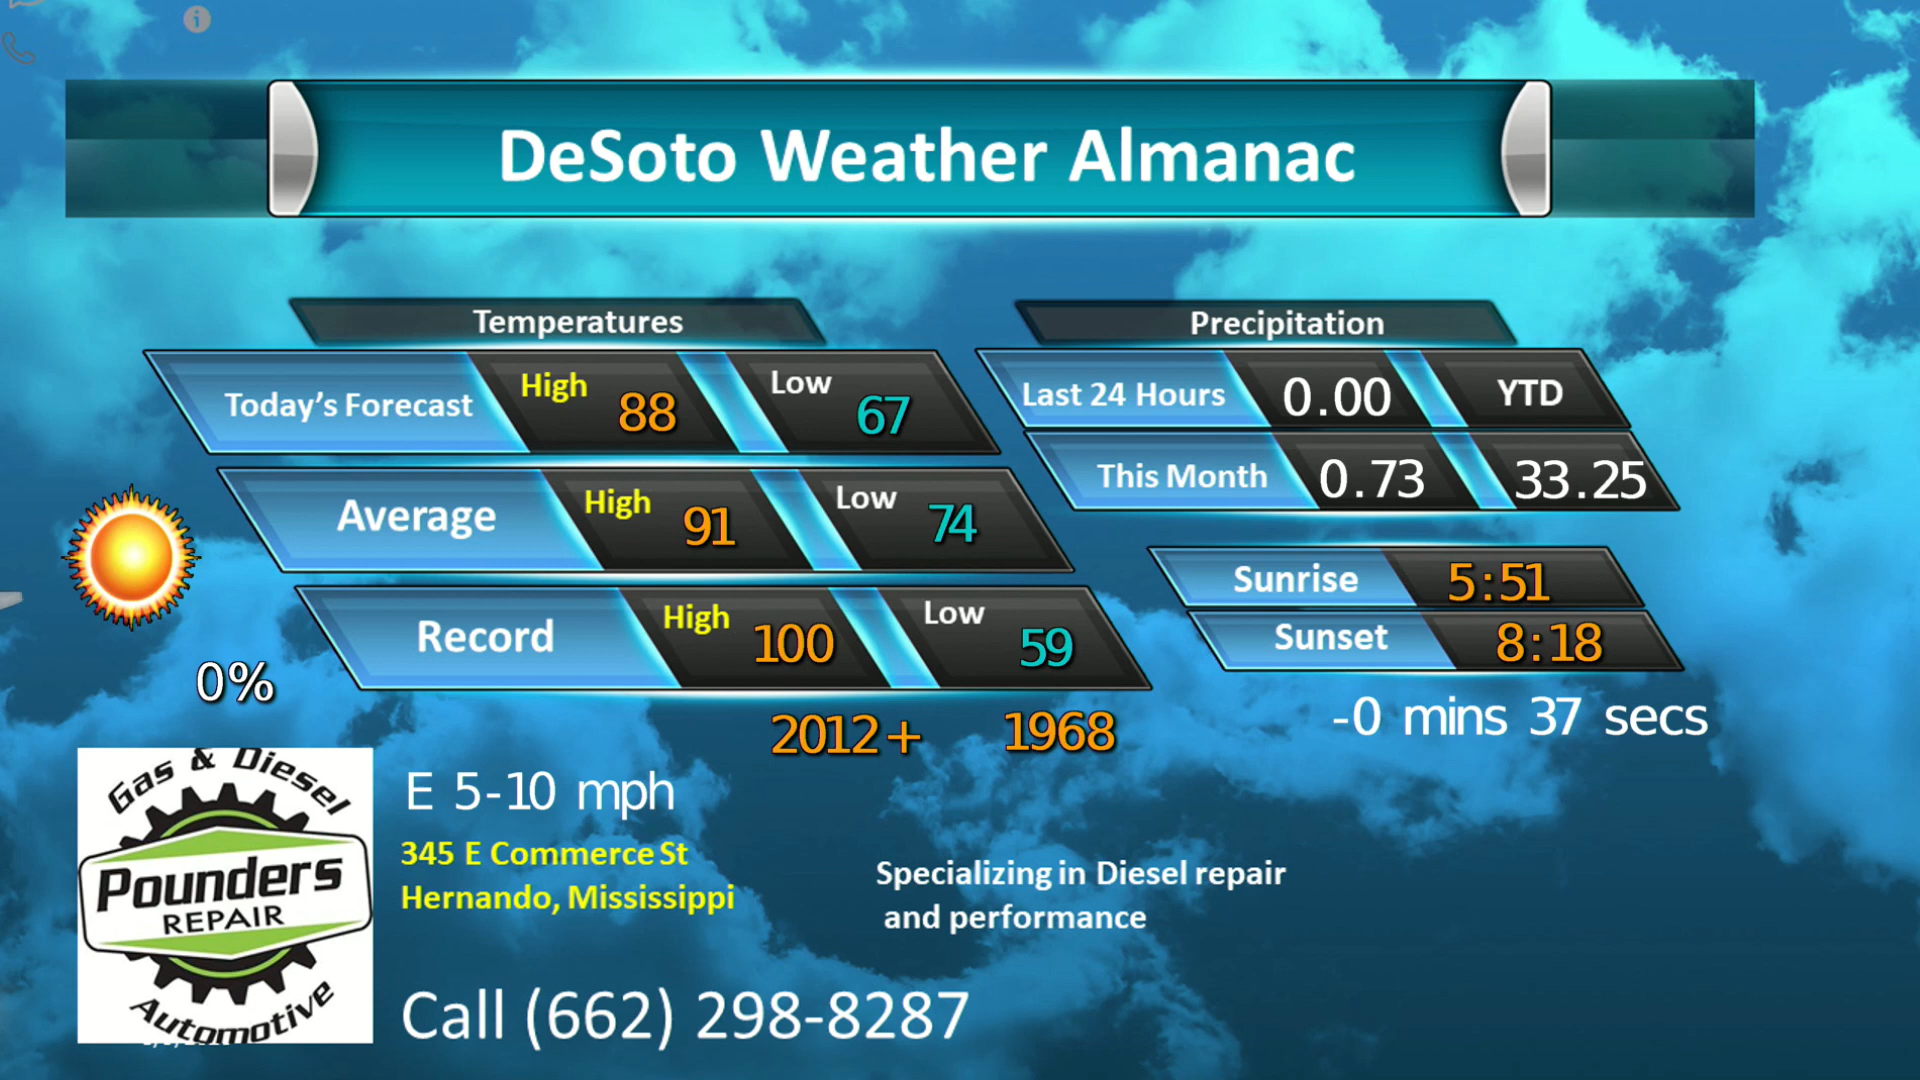 DeSoto Weather Almanac
Temperatures
Today's Forecast High 88 Low 67
Average High 91 Low 74
Record High 100 Low 59
2012+ 1968
0%
Precipitation
Last 24 Hours 0.00 YTD
This Month 0.73 33.25
Sunrise 5:51
Sunset 8:18
-0 mins 37 secs
Gas & Diesel
Pounders
REPAIR
Automotive
E 5-10 mph
345 E Commerce St
Hernando, Mississippi
Specializing in Diesel repair
and performance
Call (662) 298-8287